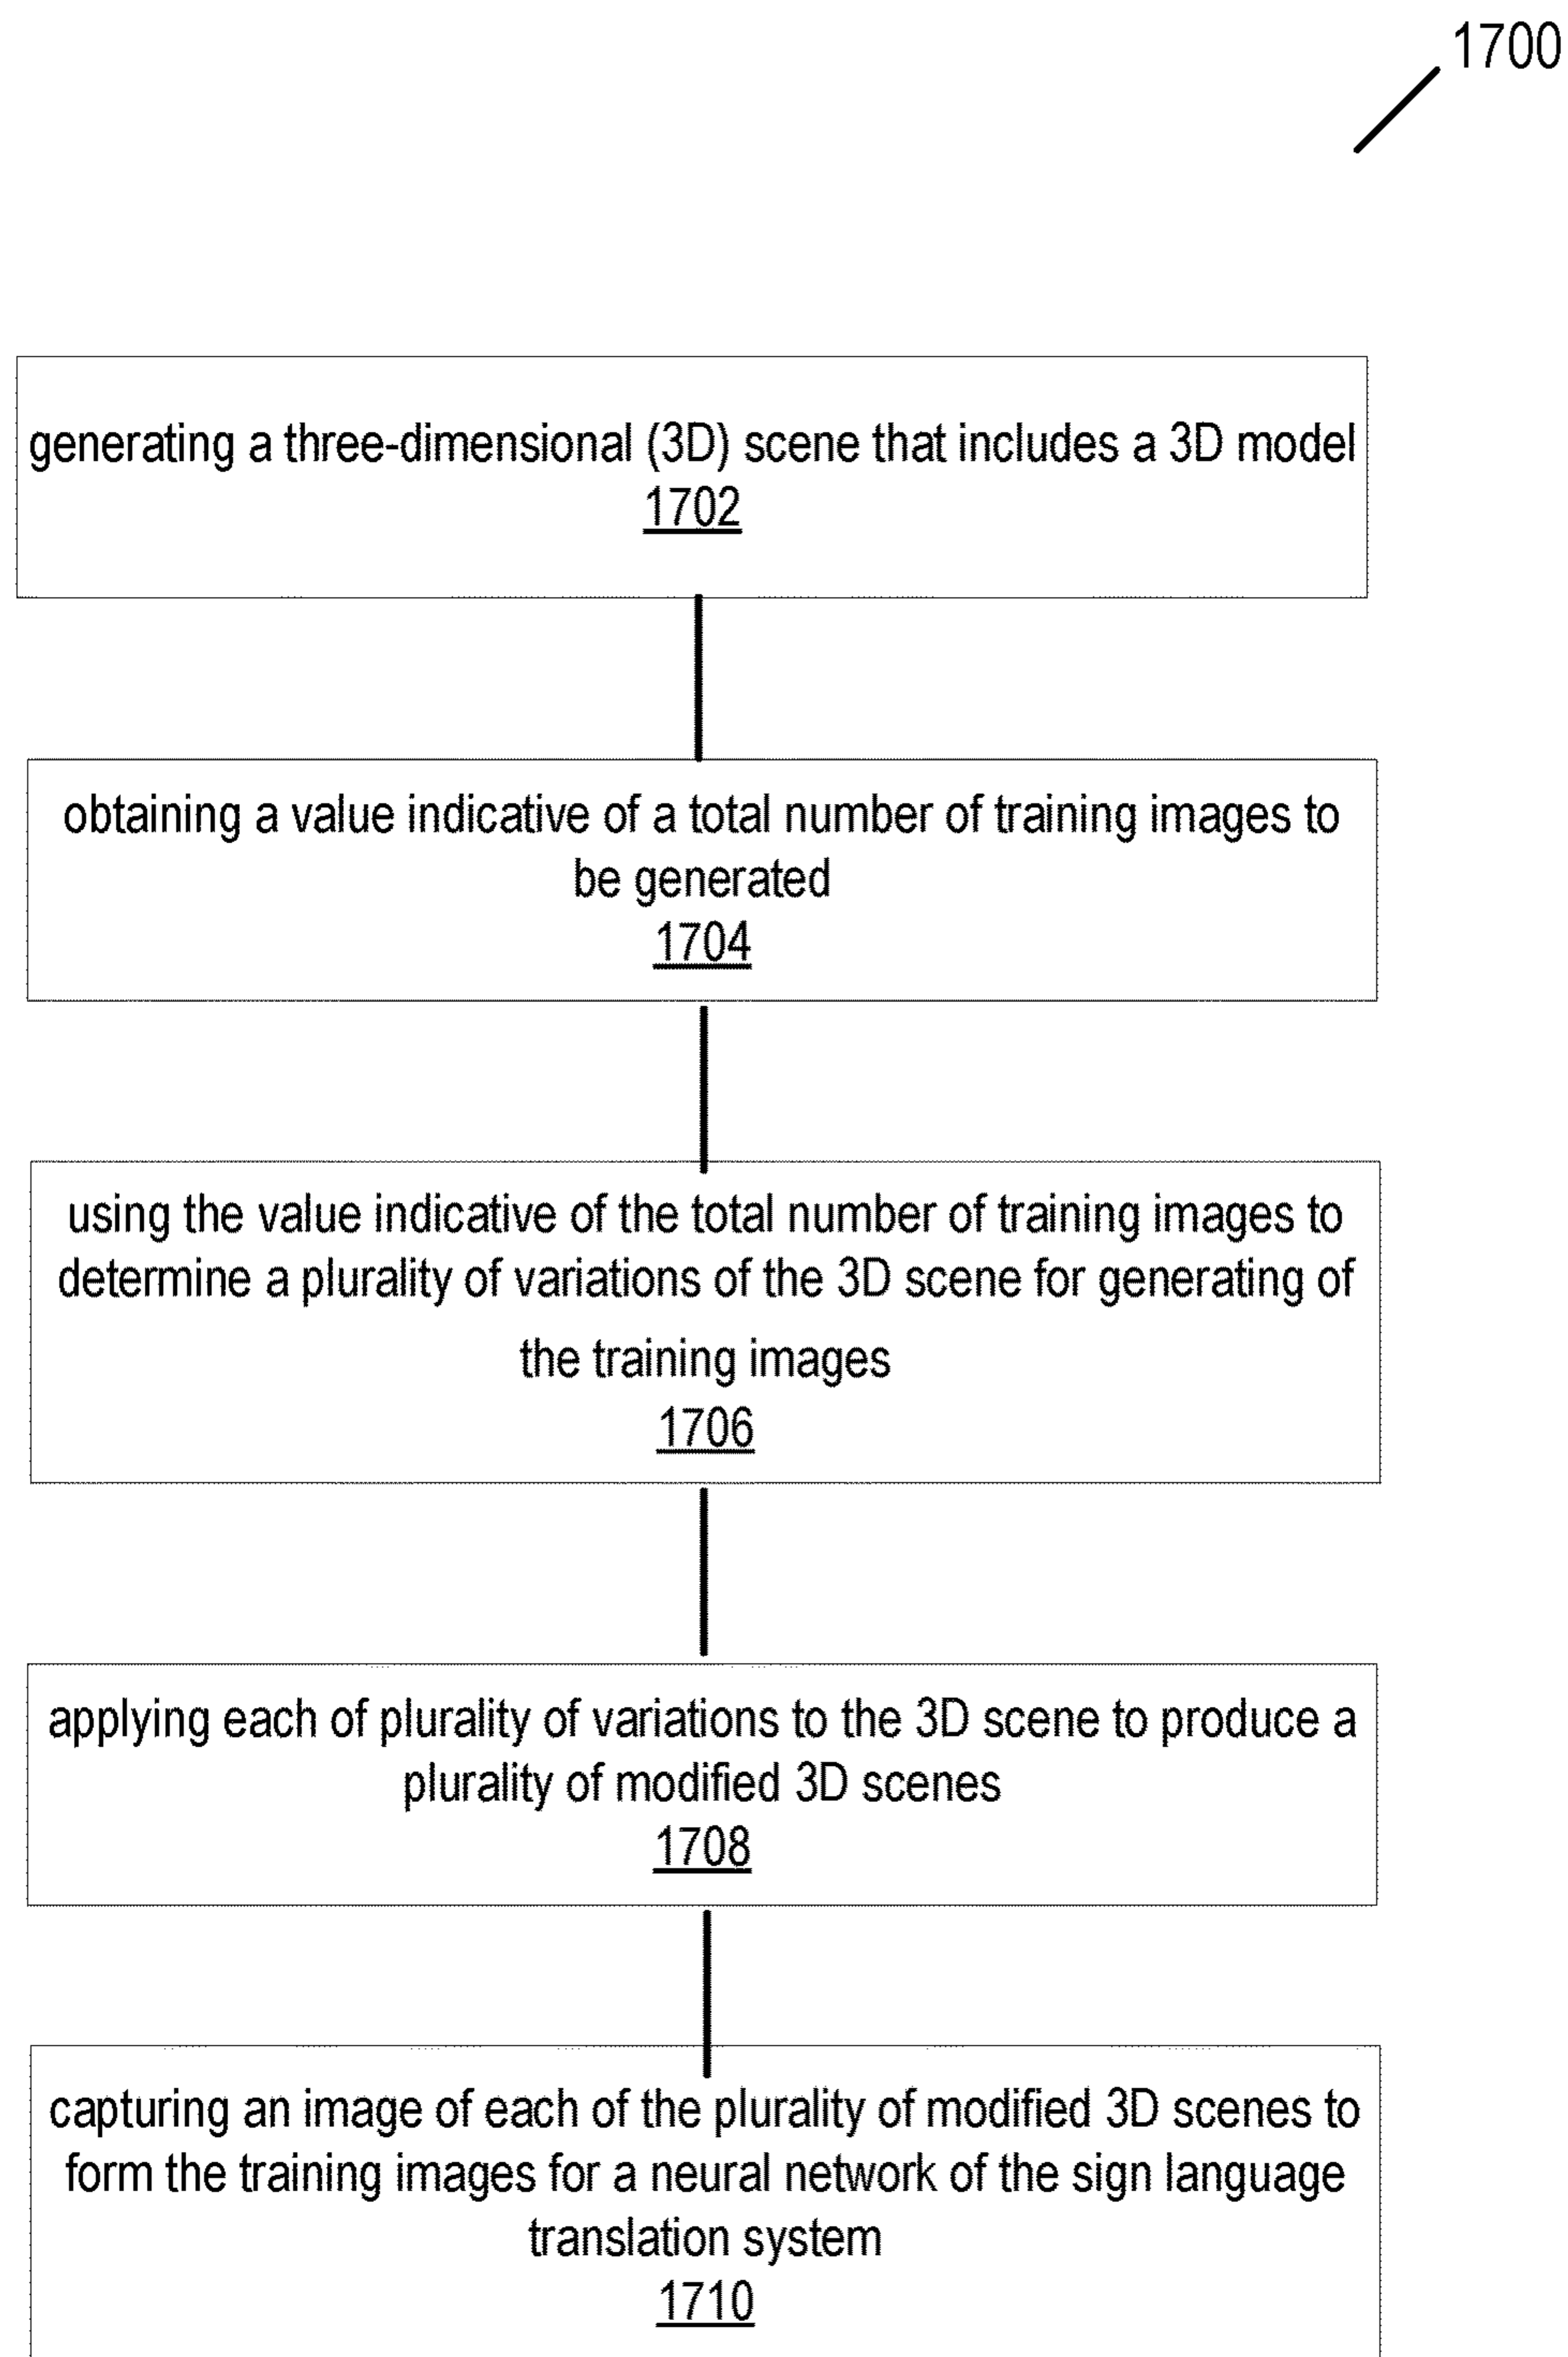 1700
generating a three-dimensional (3D) scene that includes a 3D model
1702
obtaining a value indicative of a total number of training images to
be generated
1704
using the value indicative of the total number of training images to
determine a plurality of variations of the 3D scene for generating of
the training images
1706
applying each of plurality of variations to the 3D scene to produce a
plurality of modified 3D scenes
1708
capturing an image of each of the plurality of modified 3D scenes to
form the training images for a neural network of the sign language
translation system
1710